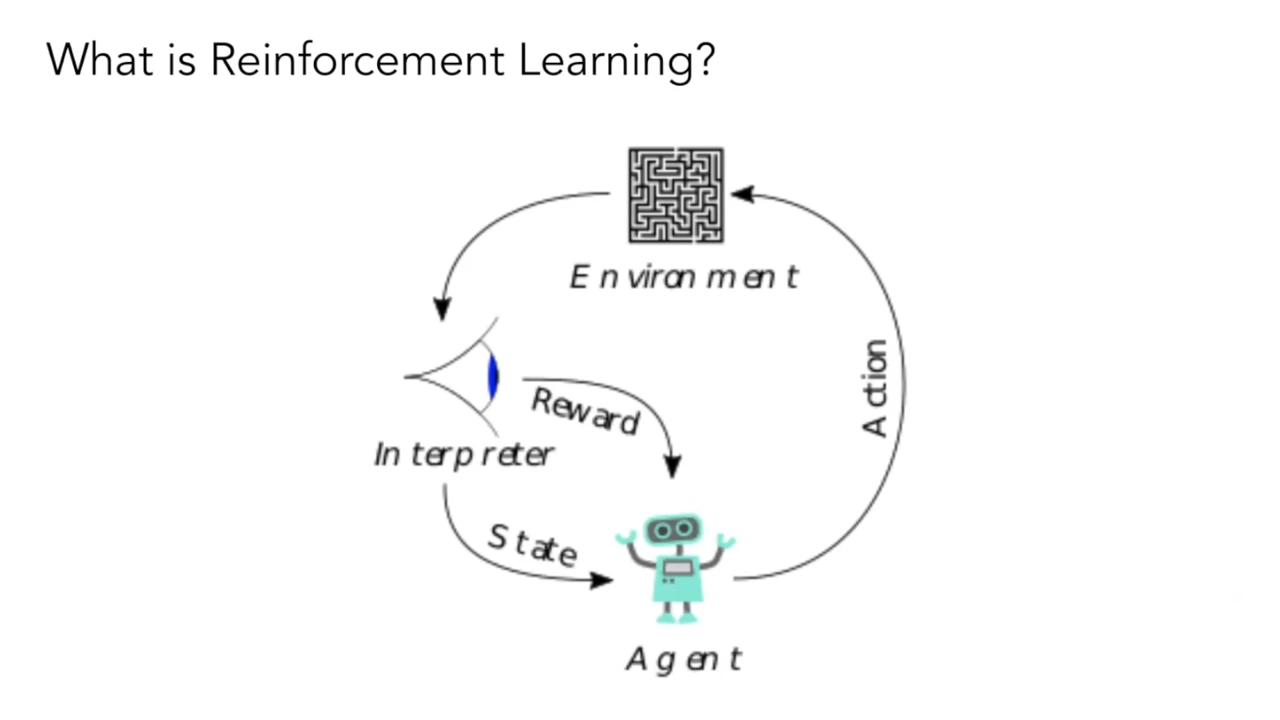 What is Reinforcement Learning?
Environment
Action
Reward
Interpreter
State
Agent